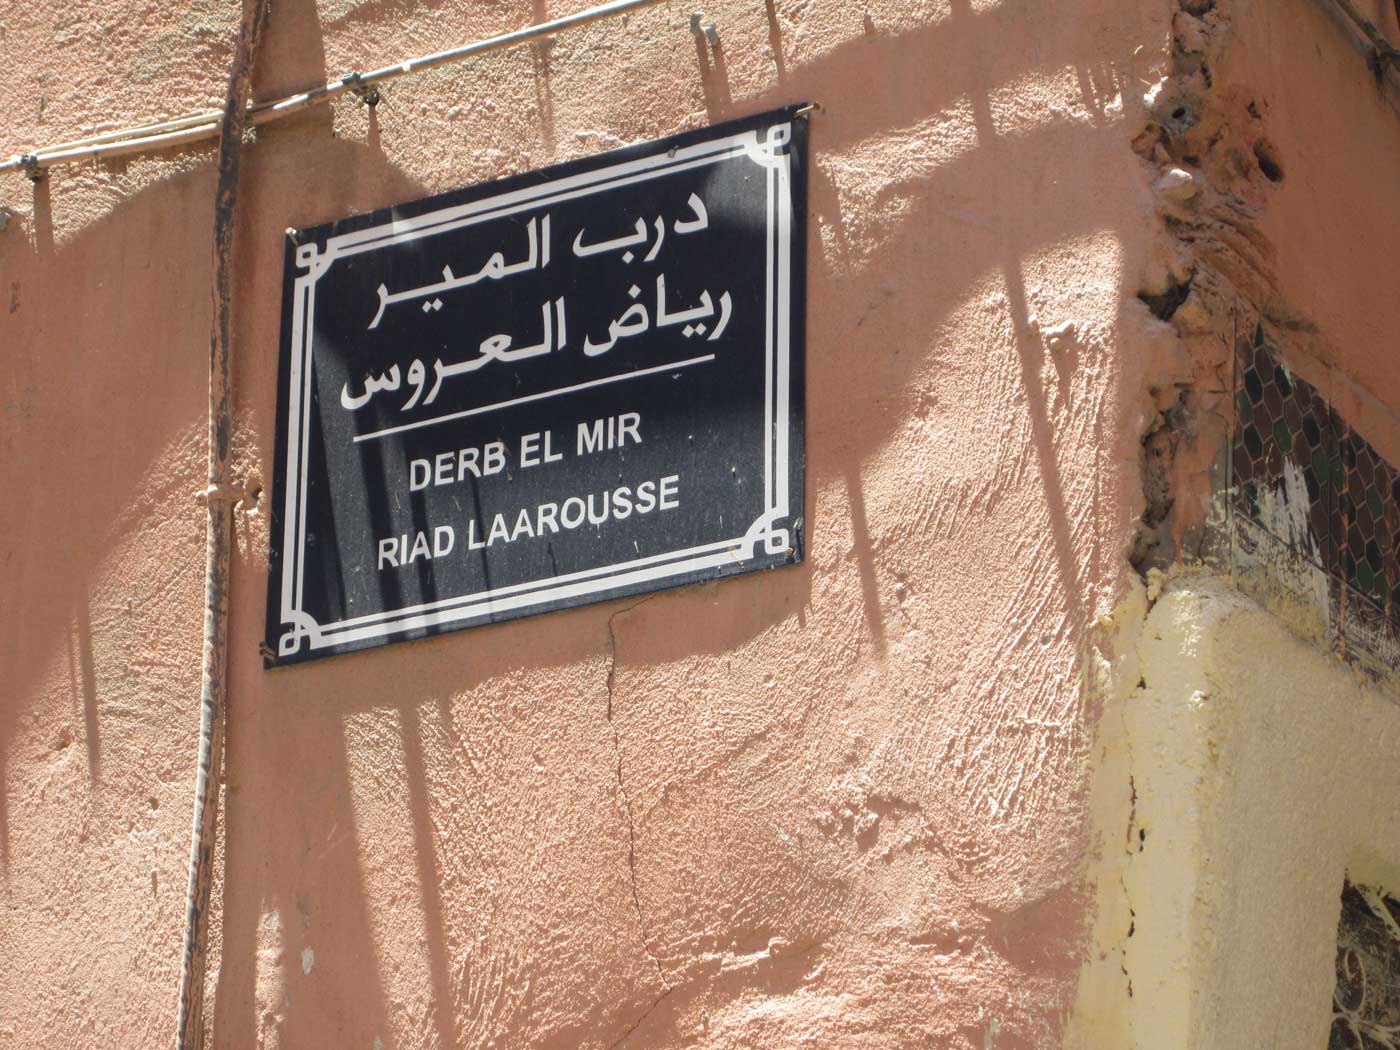 درب المير
رياض العروس
DERB EL MIR
RIAD LAAROUSSE